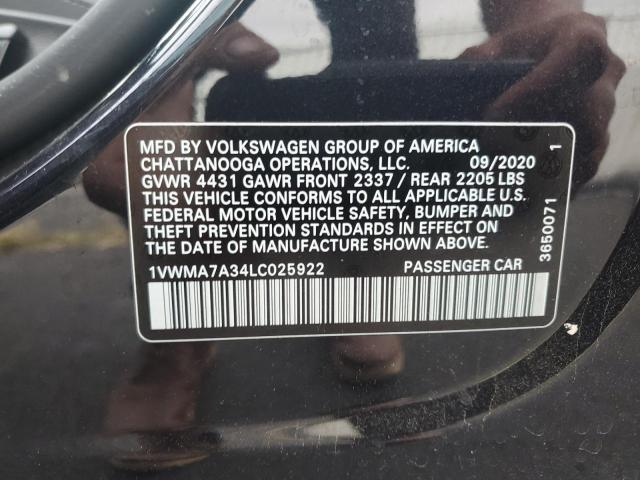 MFD BY VOLKSWAGEN GROUP OF AMERICA
CHATTANOOGA OPERATIONS, LLC. 09/2020
GVWR 4431 GAWR FRONT 2337 / REAR 2205 LBS
THIS VEHICLE CONFORMS TO ALL APPLICABLE U.S.
FEDERAL MOTOR VEHICLE SAFETY, BUMPER AND
THEFT PREVENTION STANDARDS IN EFFECT ON
THE DATE OF MANUFACTURE SHOWN ABOVE.
1VWMA7A34LC025922 PASSENGER CAR
3650071 1